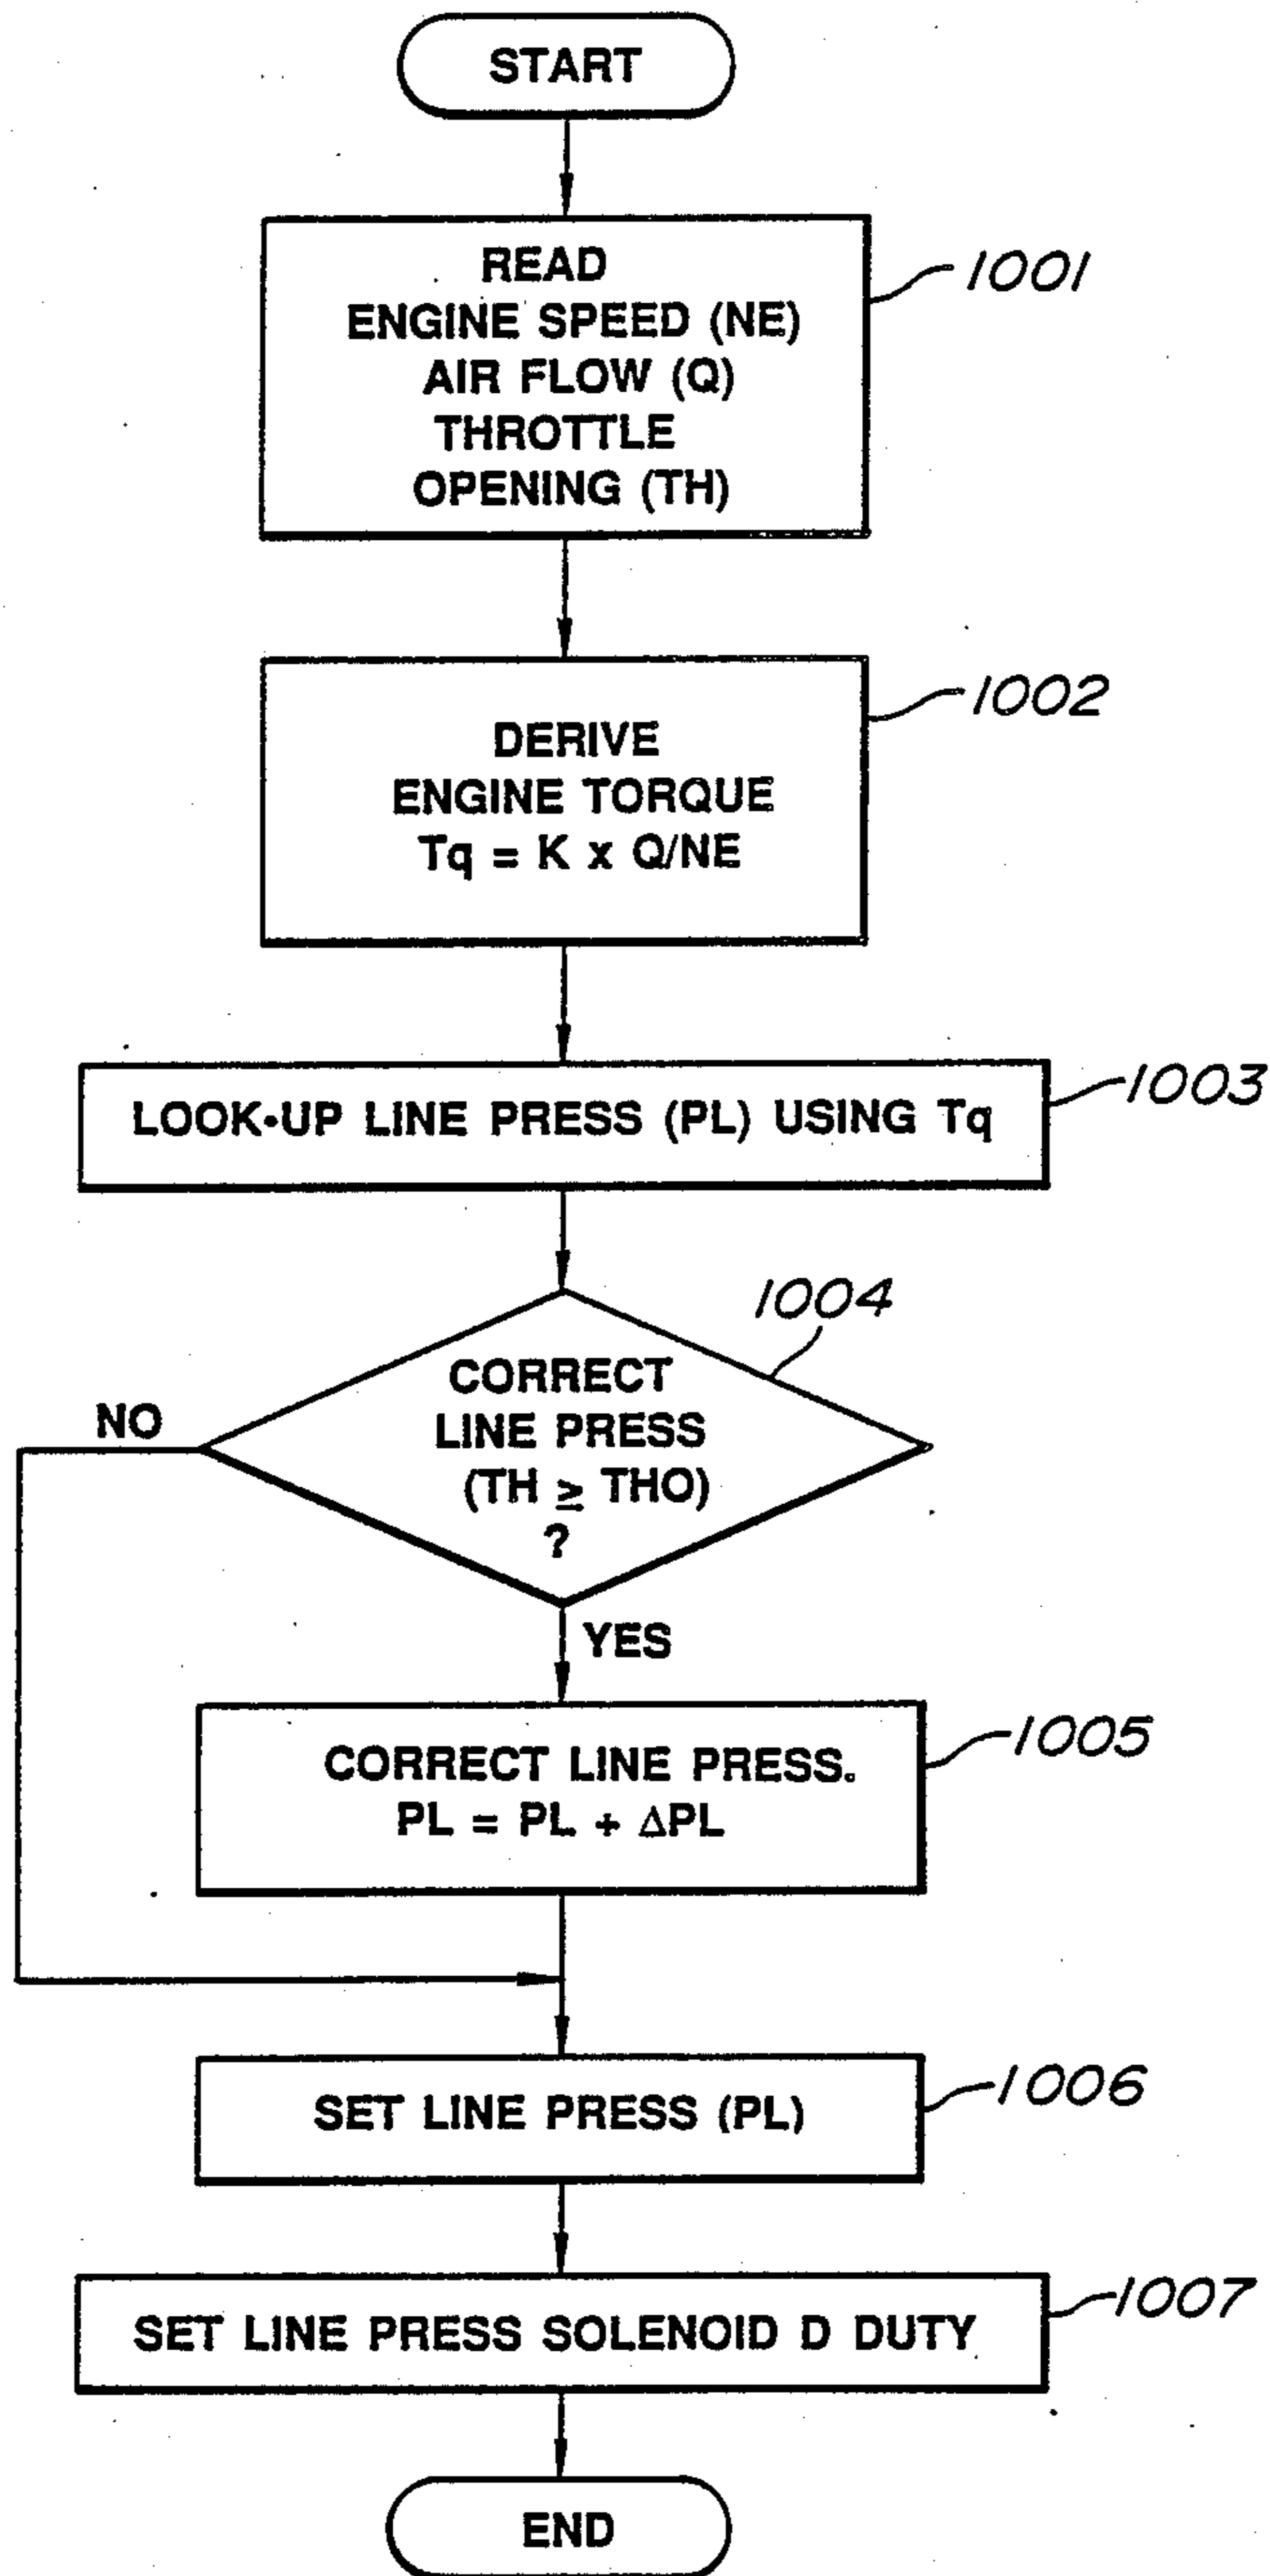 START
READ
ENGINE SPEED (NE)
AIR FLOW (Q)
THROTTLE
OPENING (TH)
1001
DERIVE
ENGINE TORQUE
Tq = K x Q/NE
1002
LOOK-UP LINE PRESS (PL) USING Tq
1003
1004
CORRECT
LINE PRESS
(TH ≥ THO)
?
NO
YES
CORRECT LINE PRESS.
PL = PL + ΔPL
1005
SET LINE PRESS (PL)
1006
SET LINE PRESS SOLENOID D DUTY
1007
END